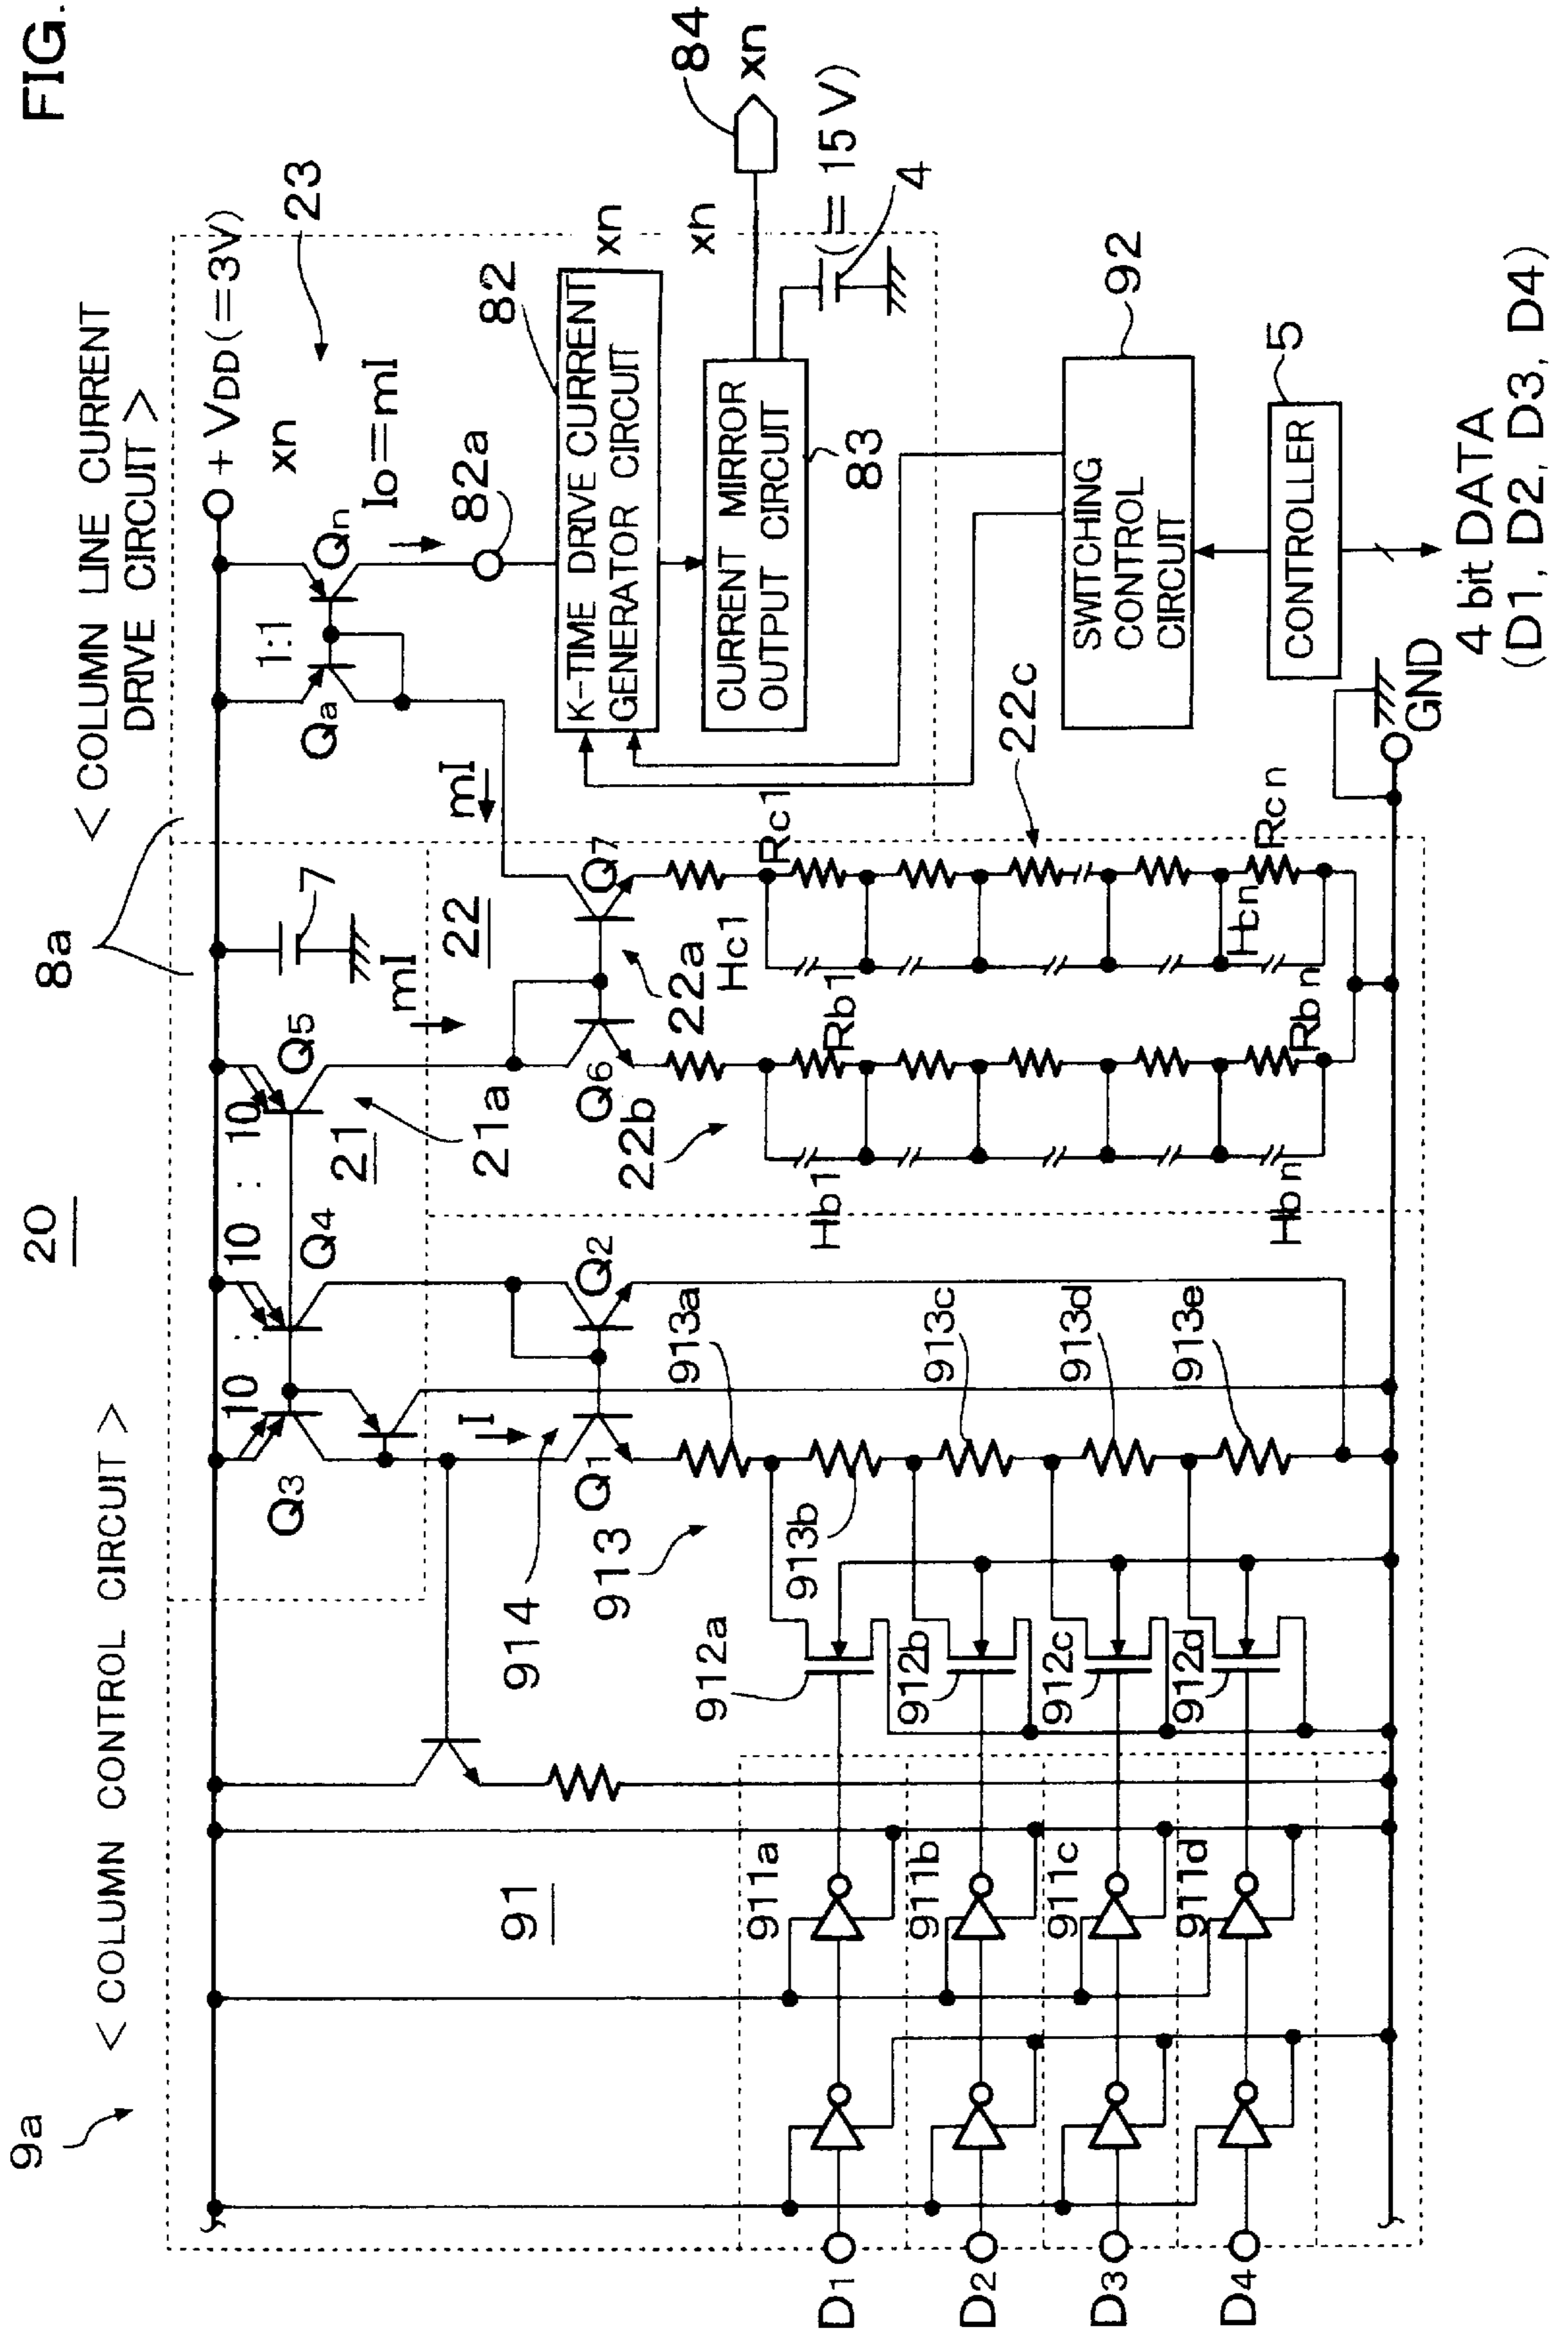 FIG.
20
8a
9a
< COLUMN CONTROL CIRCUIT >
< COLUMN LINE CURRENT
DRIVE CIRCUIT >
+ VDD (=3V)
xn
23
10 : 10 : 10
Q3
Q4
Q5
21
21a
7
mI
1:1
Qa
Qn
Io=mI
82a
82
K-TIME DRIVE CURRENT
GENERATOR CIRCUIT
xn
CURRENT MIRROR
OUTPUT CIRCUIT
83
xn
84
xn
(= 15 V)
4
I
914
Q1
Q2
913
22
mI
Q6
Q7
22a
22b
22c
91
913a
913b
913c
913d
913e
912a
912b
912c
912d
911a
911b
911c
911d
Hb1
Rb1
Hc1
Rc1
Hbn
Rbn
Hcn
Rcn
SWITCHING
CONTROL
CIRCUIT
92
CONTROLLER
5
GND
4 bit DATA
(D1, D2, D3, D4)
D1
D2
D3
D4